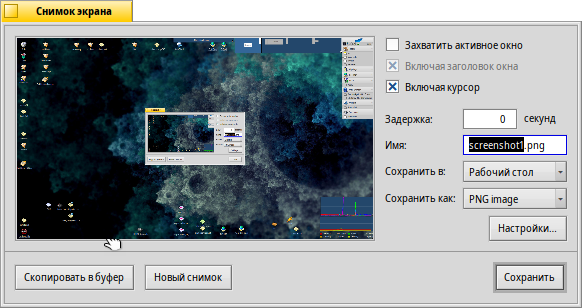 Снимок экрана
Захватить активное окно
Включая заголовок окна
Включая курсор
Задержка: 0 секунд
Имя: screenshot1.png
Сохранить в: Рабочий стол
Сохранить как: PNG image
Настройки...
Скопировать в буфер
Новый снимок
Сохранить